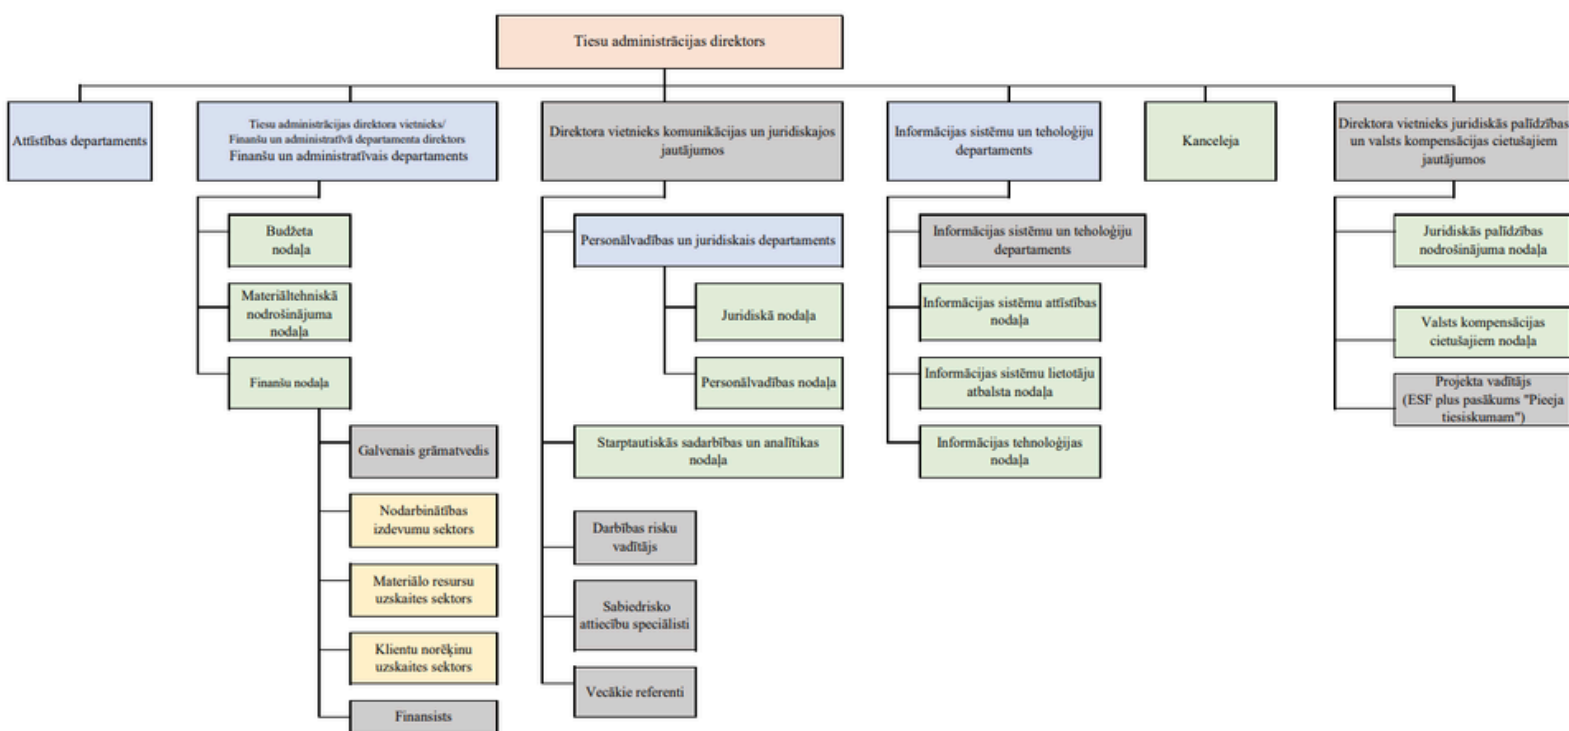 Tiesu administrācijas direktors
Attīstības departaments
Tiesu administrācijas direktora vietnieks/
Finanšu un administratīvā departamenta direktors
Finanšu un administratīvais departaments
Direktora vietnieks komunikācijas un juridiskajos
jautājumos
Informācijas sistēmu un teholoģiju
departaments
Kanceleja
Direktora vietnieks juridiskās palīdzības
un valsts kompensācijas cietušajiem
jautājumos
Budžeta
nodaļa
Materiāltehniskā
nodrošinājuma
nodaļa
Finanšu nodaļa
Galvenais grāmatvedis
Nodarbinātības
izdevumu sektors
Materiālo resursu
uzskaites sektors
Klientu norēķinu
uzskaites sektors
Finansists
Personālvadības un juridiskais departaments
Juridiskā nodaļa
Personālvadības nodaļa
Starptautiskās sadarbības un analītikas
nodaļa
Darbības risku
vadītājs
Sabiedrisko
attiecību speciālisti
Vecākie referenti
Informācijas sistēmu un teholoģiju
departaments
Informācijas sistēmu attīstības
nodaļa
Informācijas sistēmu lietotāju
atbalsta nodaļa
Informācijas tehnoloģijas
nodaļa
Juridiskās palīdzības
nodrošinājuma nodaļa
Valsts kompensācijas
cietušajiem nodaļa
Projekta vadītājs
(ESF plus pasākums "Pieeja
tiesiskumam")